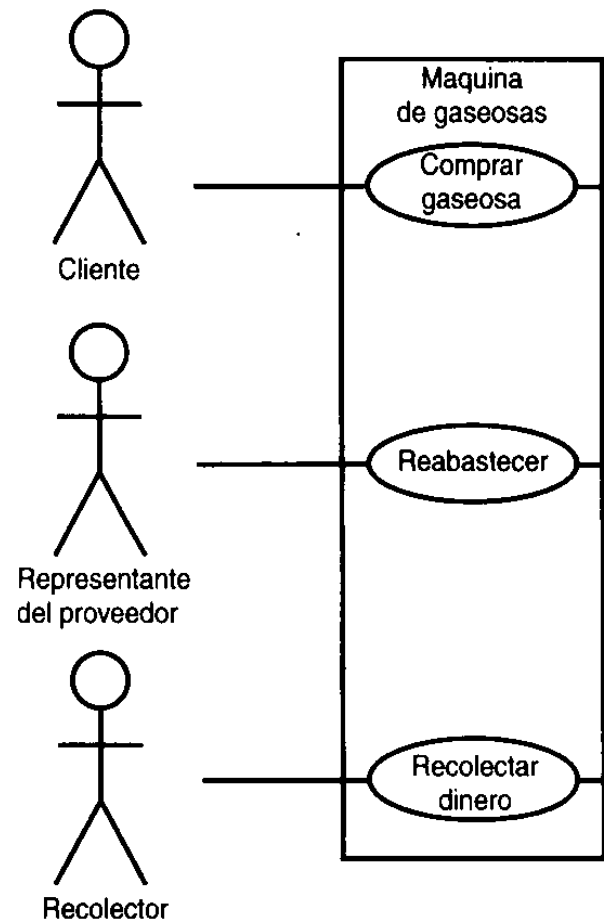 Maquina
de gaseosas
Comprar
gaseosa
Cliente
Reabastecer
Representante
del proveedor
Recolectar
dinero
Recolector